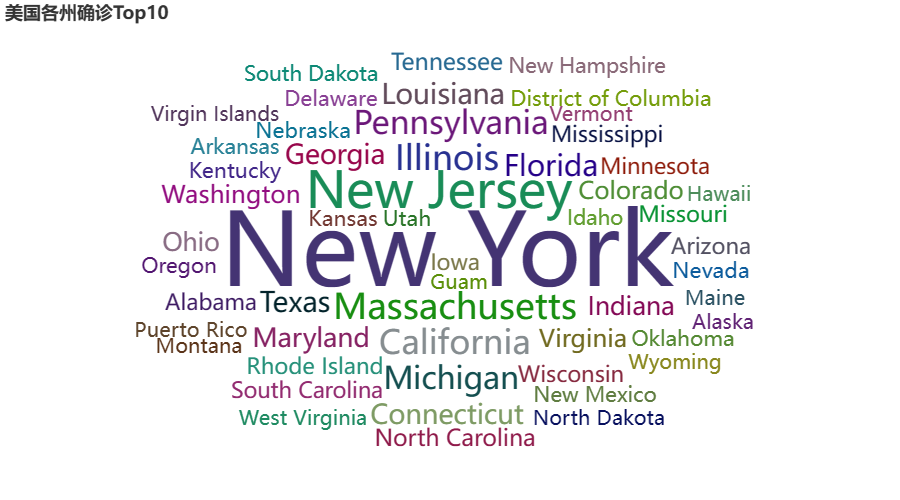 美国各州确诊Top10
Tennessee
New Hampshire
South Dakota
Delaware
Louisiana
District of Columbia
Virgin Islands
Nebraska
Pennsylvania
Vermont
Mississippi
Arkansas
Georgia
Illinois
Florida
Minnesota
Kentucky
Washington
New Jersey
Colorado
Hawaii
Kansas
Utah
Idaho
Missouri
Ohio
New York
Arizona
Oregon
Iowa
Nevada
Guam
Alabama
Texas
Massachusetts
Indiana
Maine
Alaska
Puerto Rico
Montana
Maryland
California
Virginia
Oklahoma
Rhode Island
Michigan
Wisconsin
Wyoming
South Carolina
New Mexico
West Virginia
Connecticut
North Dakota
North Carolina